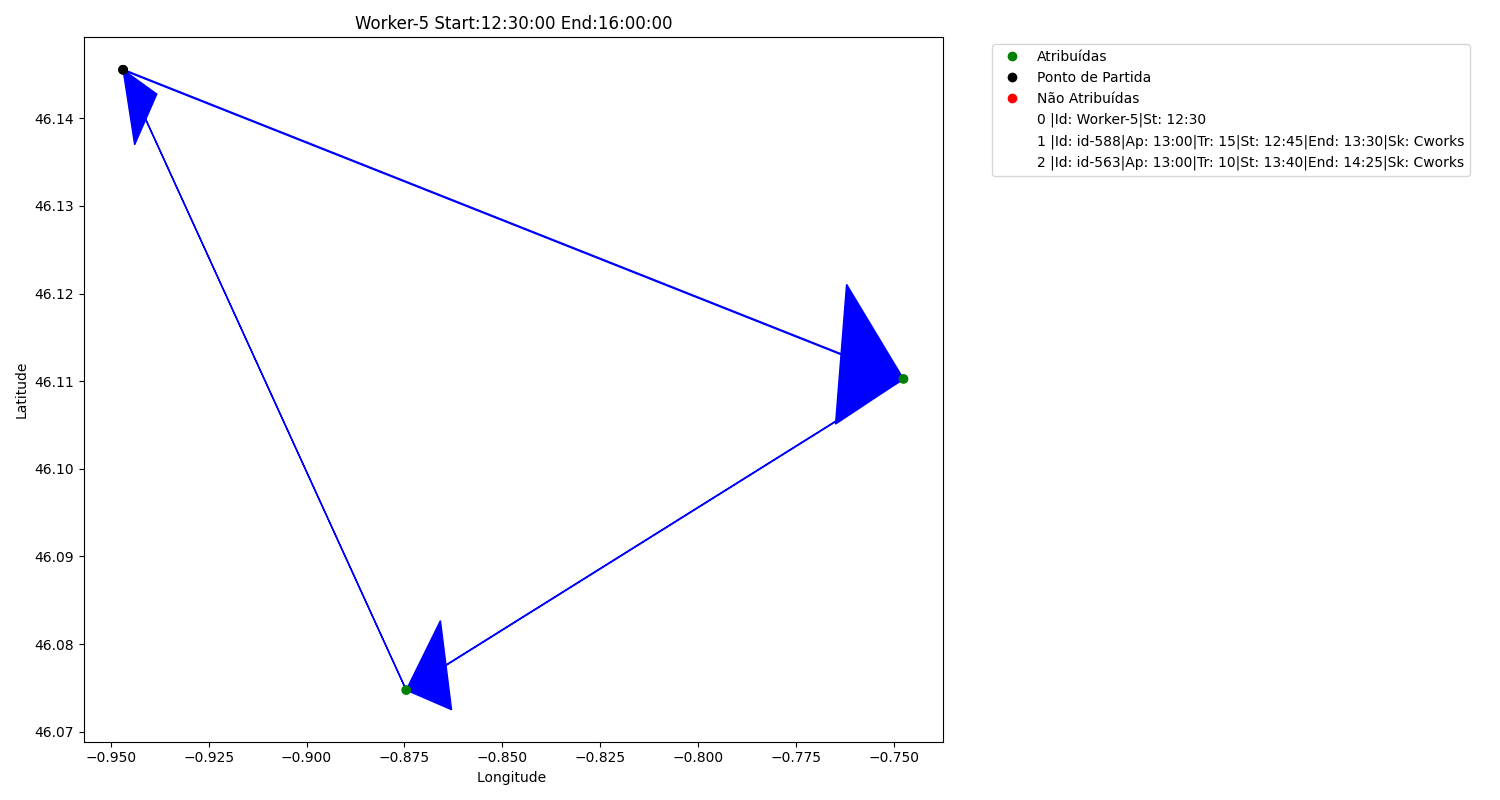 Worker-5 Start:12:30:00 End:16:00:00
Atribuídas
Ponto de Partida
Não Atribuídas
0 |Id: Worker-5|St: 12:30
1 |Id: id-588|Ap: 13:00|Tr: 15|St: 12:45|End: 13:30|Sk: Cworks
2 |Id: id-563|Ap: 13:00|Tr: 10|St: 13:40|End: 14:25|Sk: Cworks
Latitude
46.14
46.13
46.12
46.11
46.10
46.09
46.08
46.07
−0.950 −0.925 −0.900 −0.875 −0.850 −0.825 −0.800 −0.775 −0.750
Longitude